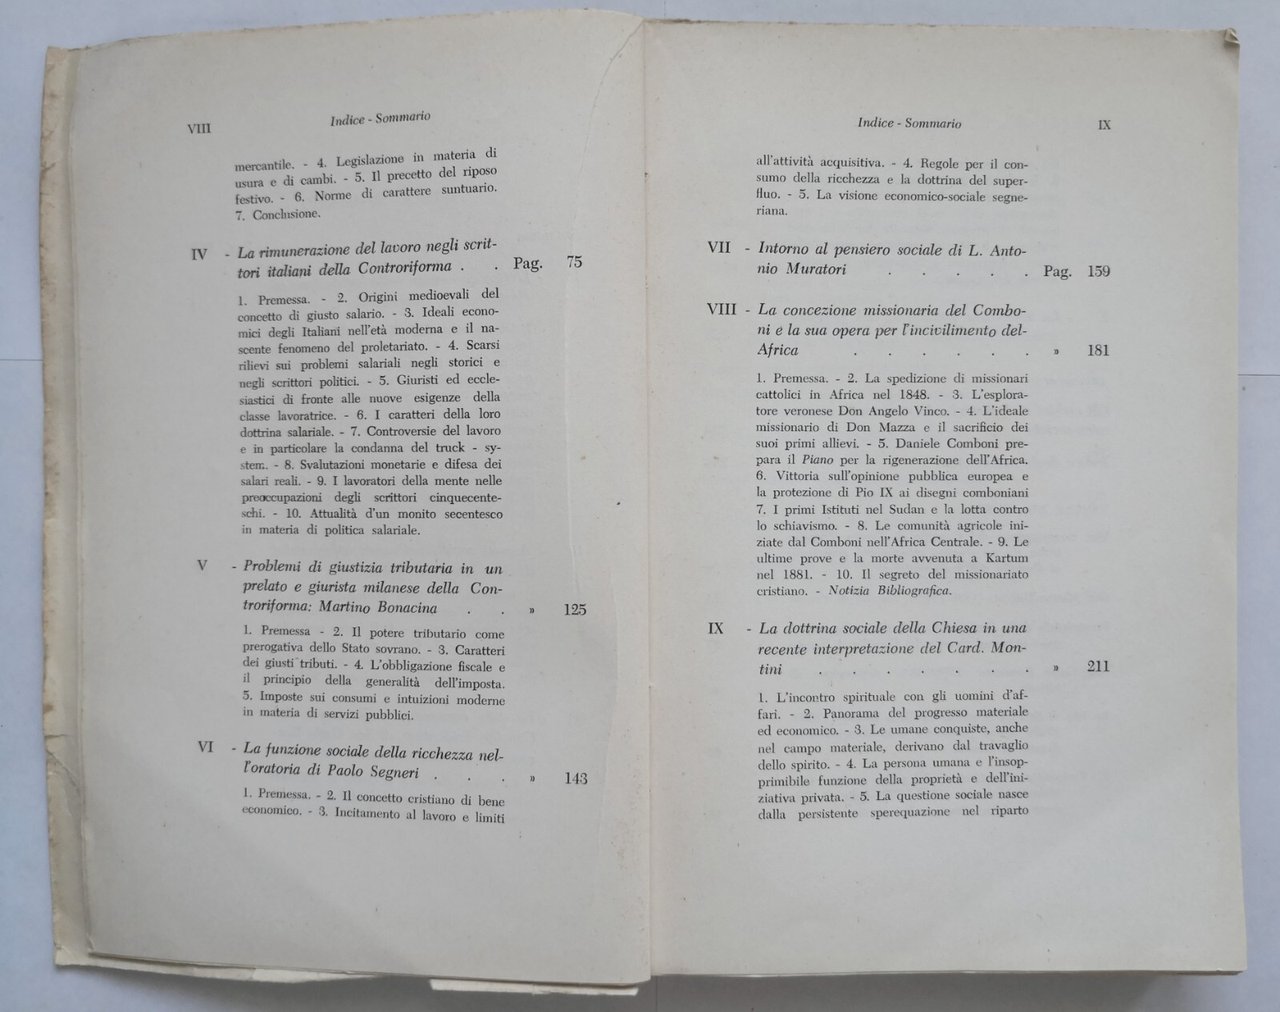 VIII
Indice - Sommario
mercantile. - 4. Legislazione in materia di
usura e di cambi. - 5. Il precetto del riposo
festivo. - 6. Norme di carattere suntuario.
7. Conclusione.
IV - La rimunerazione del lavoro negli scrit-
tori italiani della Controriforma . . Pag. 75
1. Premessa. - 2. Origini medioevali del
concetto di giusto salario. - 3. Ideali econo-
mici degli Italiani nell'età moderna e il na-
scente fenomeno del proletariato. - 4. Scarsi
rilievi sui problemi salariali negli storici e
negli scrittori politici. - 5. Giuristi ed eccle-
siastici di fronte alle nuove esigenze della
classe lavoratrice. - 6. I caratteri della loro
dottrina salariale. - 7. Controversie del lavoro
e in particolare la condanna del truck - sy-
stem. - 8. Svalutazioni monetarie e difesa dei
salari reali. - 9. I lavoratori della mente nelle
preoccupazioni degli scrittori cinquecente-
schi. - 10. Attualità d'un monito secentesco
in materia di politica salariale.
V - Problemi di giustizia tributaria in un
prelato e giurista milanese della Con-
troriforma: Martino Bonacina . . » 125
1. Premessa - 2. Il potere tributario come
prerogativa dello Stato sovrano. - 3. Caratteri
dei giusti tributi. - 4. L'obbligazione fiscale e
il principio della generalità dell'imposta.
5. Imposte sui consumi e intuizioni moderne
in materia di servizi pubblici.
VI - La funzione sociale della ricchezza nel-
l'oratoria di Paolo Segneri . . . » 143
1. Premessa. - 2. Il concetto cristiano di bene
economico. - 3. Incitamento al lavoro e limiti
Indice - Sommario
IX
all'attività acquisitiva. - 4. Regole per il con-
sumo della ricchezza e la dottrina del super-
fluo. - 5. La visione economico-sociale segne-
riana.
VII - Intorno al pensiero sociale di L. Anto-
nio Muratori . . . . . Pag. 159
VIII - La concezione missionaria del Combo-
ni e la sua opera per l'incivilimento del-
Africa . . . . . . » 181
1. Premessa. - 2. La spedizione di missionari
cattolici in Africa nel 1848. - 3. L'esplora-
tore veronese Don Angelo Vinco. - 4. L'ideale
missionario di Don Mazza e il sacrificio dei
suoi primi allievi. - 5. Daniele Comboni pre-
para il Piano per la rigenerazione dell'Africa.
6. Vittoria sull'opinione pubblica europea e
la protezione di Pio IX ai disegni comboniani
7. I primi Istituti nel Sudan e la lotta contro
lo schiavismo. - 8. Le comunità agricole ini-
ziate dal Comboni nell'Africa Centrale. - 9. Le
ultime prove e la morte avvenuta a Kartum
nel 1881. - 10. Il segreto del missionariato
cristiano. - Notizia Bibliografica.
IX - La dottrina sociale della Chiesa in una
recente interpretazione del Card. Mon-
tini . . . . . . . » 211
1. L'incontro spirituale con gli uomini d'af-
fari. - 2. Panorama del progresso materiale
ed economico. - 3. Le umane conquiste, anche
nel campo materiale, derivano dal travaglio
dello spirito. - 4. La persona umana e l'insop-
primibile funzione della proprietà e dell'ini-
ziativa privata. - 5. La questione sociale nasce
dalla persistente sperequazione nel riparto